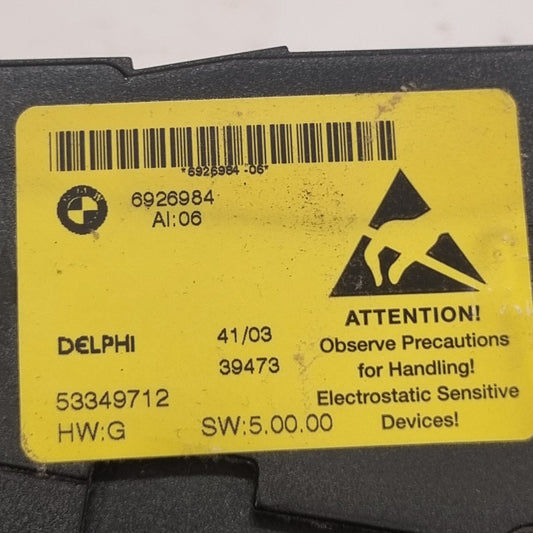 *6926984 -06*
6926984
AI:06
DELPHI
41/03
39473
53349712
HW:G
SW:5.00.00
ATTENTION!
Observe Precautions
for Handling!
Electrostatic Sensitive
Devices!